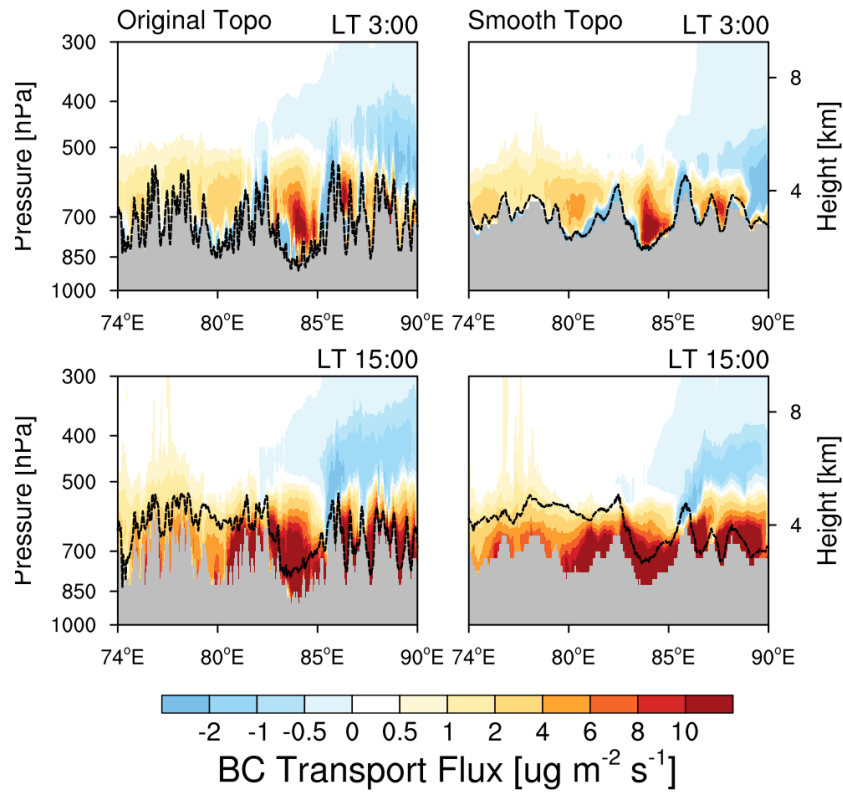 Original Topo LT 3:00 Smooth Topo LT 3:00
300 400 500 700 850 1000
Pressure [hPa]
8 4
Height [km]
74°E 80°E 85°E 90°E 74°E 80°E 85°E 90°E
LT 15:00 LT 15:00
300 400 500 700 850 1000
Pressure [hPa]
8 4
Height [km]
74°E 80°E 85°E 90°E 74°E 80°E 85°E 90°E
-2 -1 -0.5 0 0.5 1 2 4 6 8 10
BC Transport Flux [ug m⁻² s⁻¹]